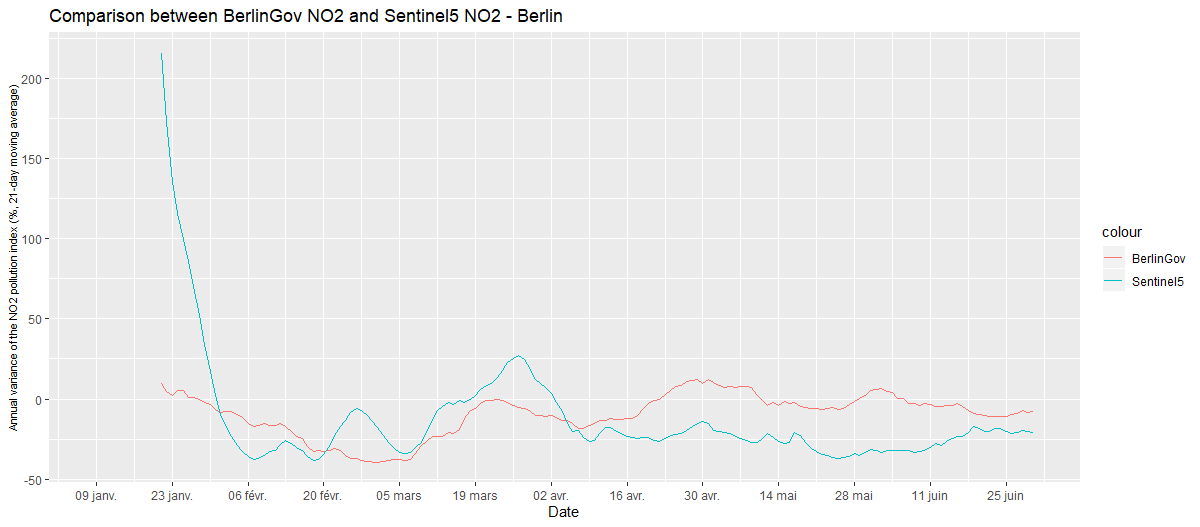 Comparison between BerlinGov NO2 and Sentinel5 NO2 - Berlin
Annual variance of the NO2 pollution index (%, 21-day moving average)
200
150
100
50
0
-50
09 janv. 23 janv. 06 févr. 20 févr. 05 mars 19 mars 02 avr. 16 avr. 30 avr. 14 mai 28 mai 11 juin 25 juin
Date
colour
BerlinGov
Sentinel5